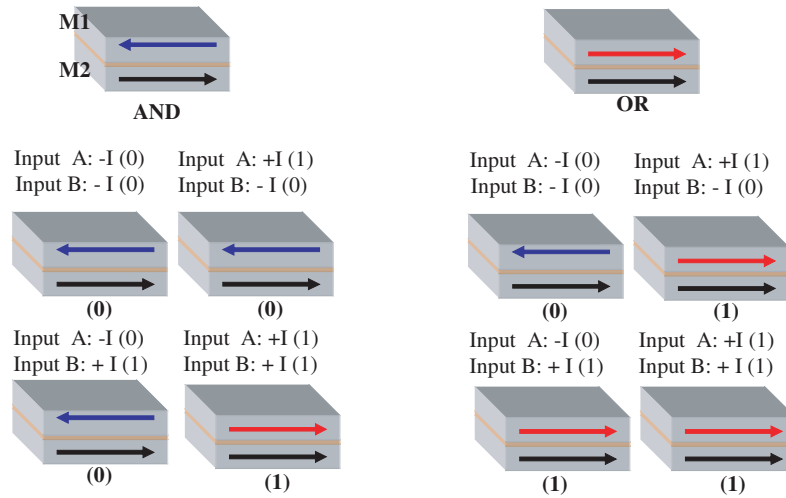 M1
M2
AND
OR
Input A: -I (0)
Input B: - I (0)
Input A: +I (1)
Input B: - I (0)
(0)
(0)
Input A: -I (0)
Input B: + I (1)
Input A: +I (1)
Input B: + I (1)
(0)
(1)
Input A: -I (0)
Input B: - I (0)
Input A: +I (1)
Input B: - I (0)
(0)
(1)
Input A: -I (0)
Input B: + I (1)
Input A: +I (1)
Input B: + I (1)
(1)
(1)